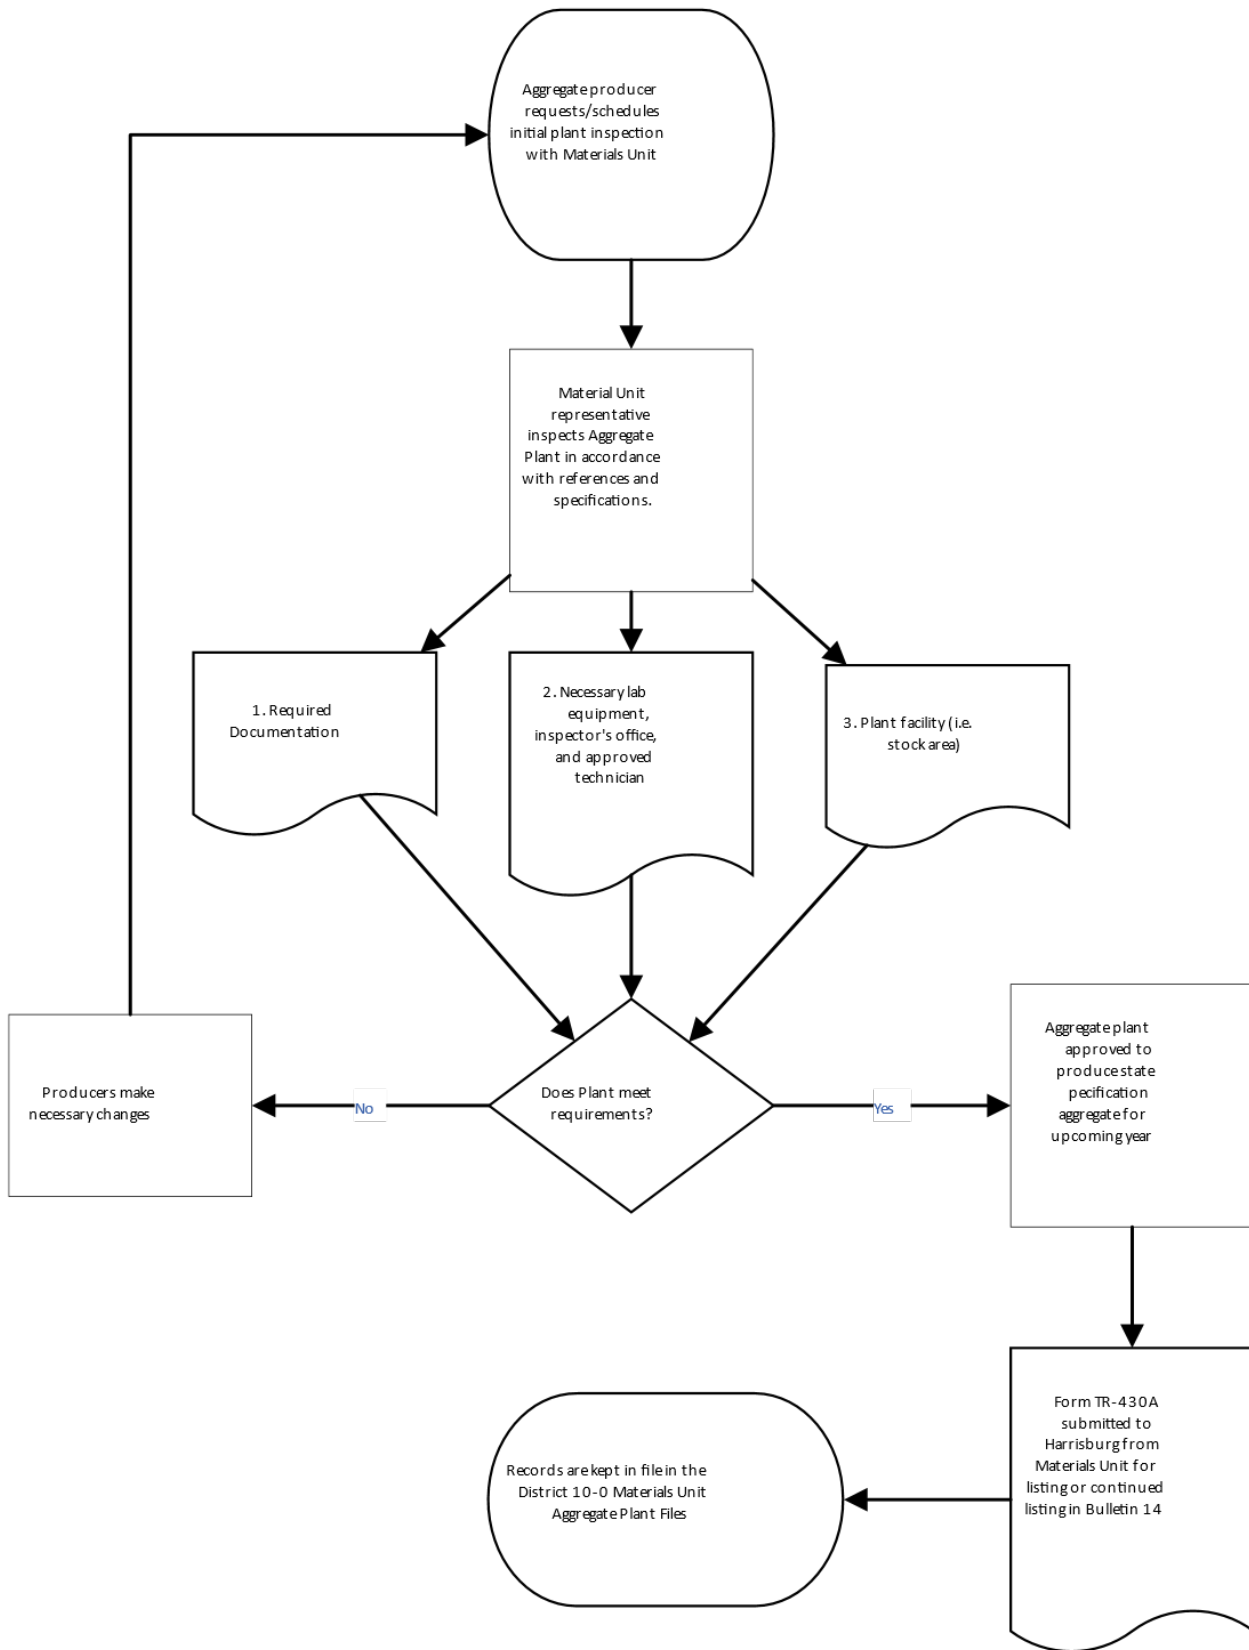 Aggregate producer
requests/schedules
initial plant inspection
with Materials Unit
Material Unit
representative
inspects Aggregate
Plant in accordance
with references and
specifications.
1. Required
Documentation
2. Necessary lab
equipment,
inspector's office,
and approved
technician
3. Plant facility (i.e.
stock area)
Producers make
necessary changes
No
Does Plant meet
requirements?
Yes
Aggregate plant
approved to
produce state
pecification
aggregate for
upcoming year
Form TR-430A
submitted to
Harrisburg from
Materials Unit for
listing or continued
listing in Bulletin 14
Records are kept in file in the
District 10-0 Materials Unit
Aggregate Plant Files